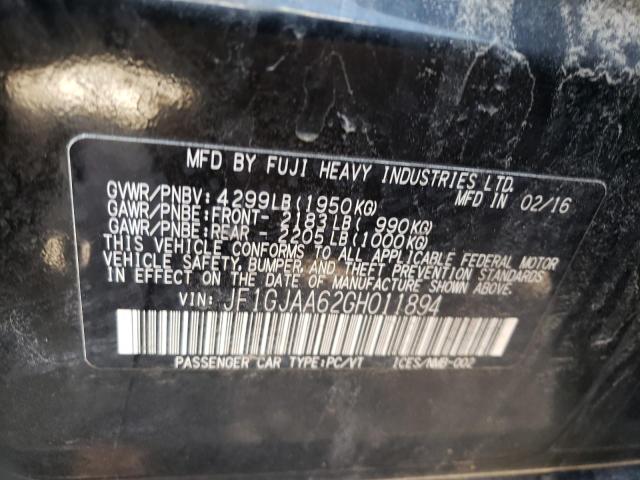 MFD BY FUJI HEAVY INDUSTRIES LTD.
GVWR/PNBV: 4299LB(1950KG) MFD IN 02/16
GAWR/PNBE: FRONT- 2183LB( 990KG)
GAWR/PNBE: REAR - 2205LB(1000KG)
THIS VEHICLE CONFORMS TO ALL APPLICABLE FEDERAL MOTOR
VEHICLE SAFETY, BUMPER, AND THEFT PREVENTION STANDARDS
IN EFFECT ON THE DATE OF MANUFACTURE SHOWN ABOVE.
VIN: JF1GJAA62GH011894
PASSENGER CAR TYPE:PC/VT ICES/NMB-002